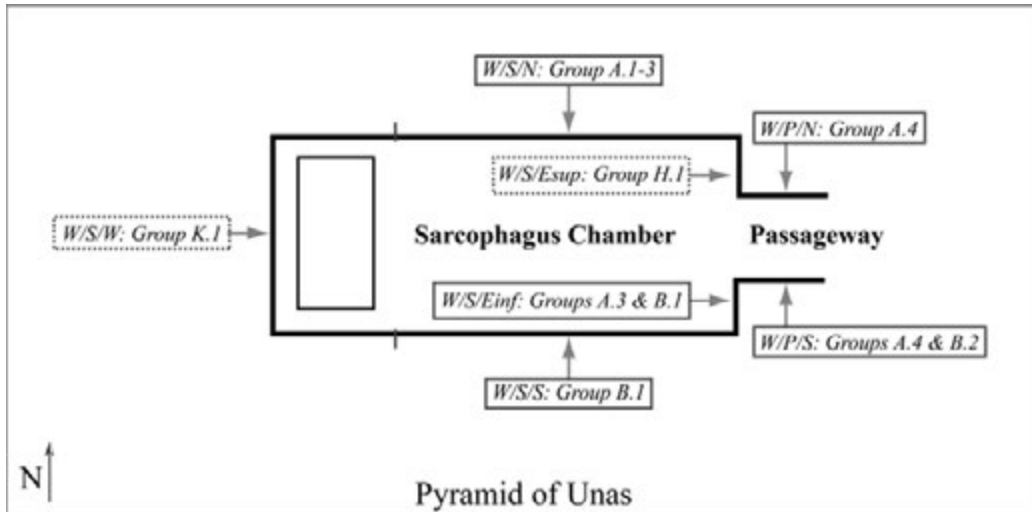 W/S/N: Group A.1-3
W/P/N: Group A.4
W/S/Esup: Group H.1
W/S/W: Group K.1
Sarcophagus Chamber
Passageway
W/S/Einf: Groups A.3 & B.1
W/P/S: Groups A.4 & B.2
W/S/S: Group B.1
N
Pyramid of Unas